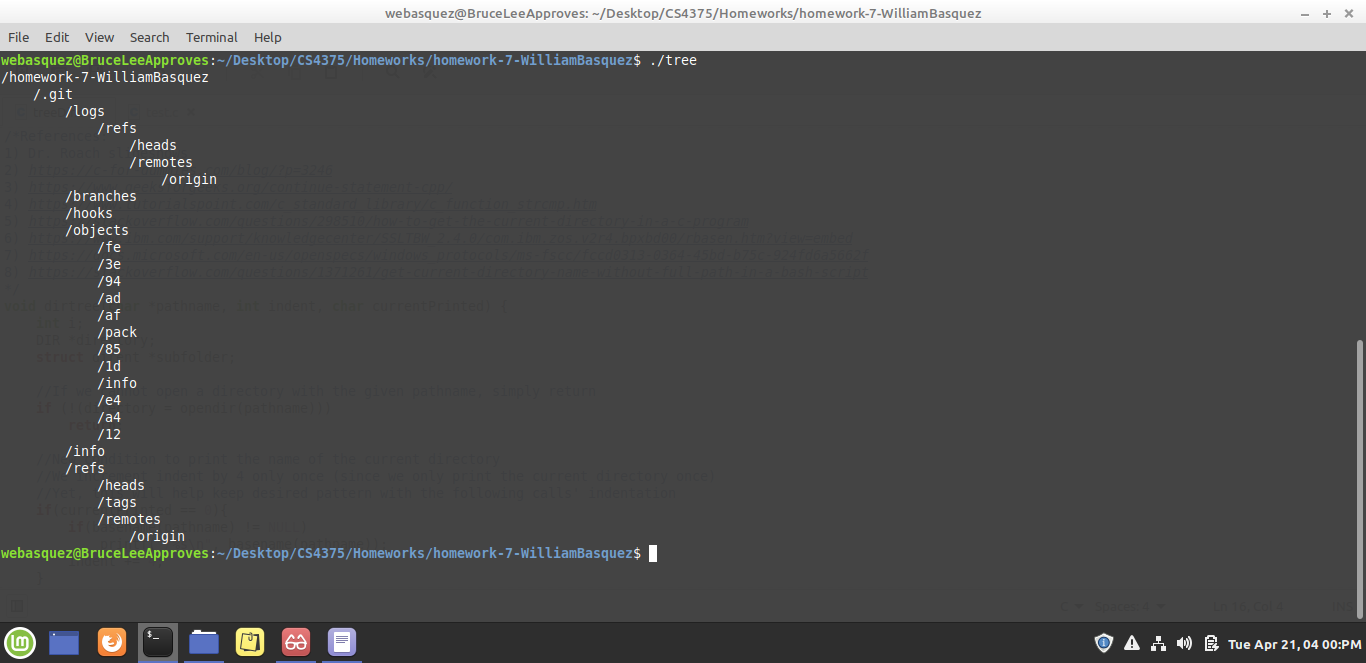 webasquez@BruceLeeApproves: ~/Desktop/CS4375/Homeworks/homework-7-WilliamBasquez
File Edit View Search Terminal Help
webasquez@BruceLeeApproves:~/Desktop/CS4375/Homeworks/homework-7-WilliamBasquez$ ./tree
/homework-7-WilliamBasquez
    /.git
        /logs
            /refs
                /heads
                /remotes
                    /origin
        /branches
        /hooks
        /objects
            /fe
            /3e
            /94
            /ad
            /af
            /pack
            /85
            /1d
            /info
            /e4
            /a4
            /12
        /info
        /refs
            /heads
            /tags
            /remotes
                /origin
webasquez@BruceLeeApproves:~/Desktop/CS4375/Homeworks/homework-7-WilliamBasquez$
Tue Apr 21, 04 00:PM